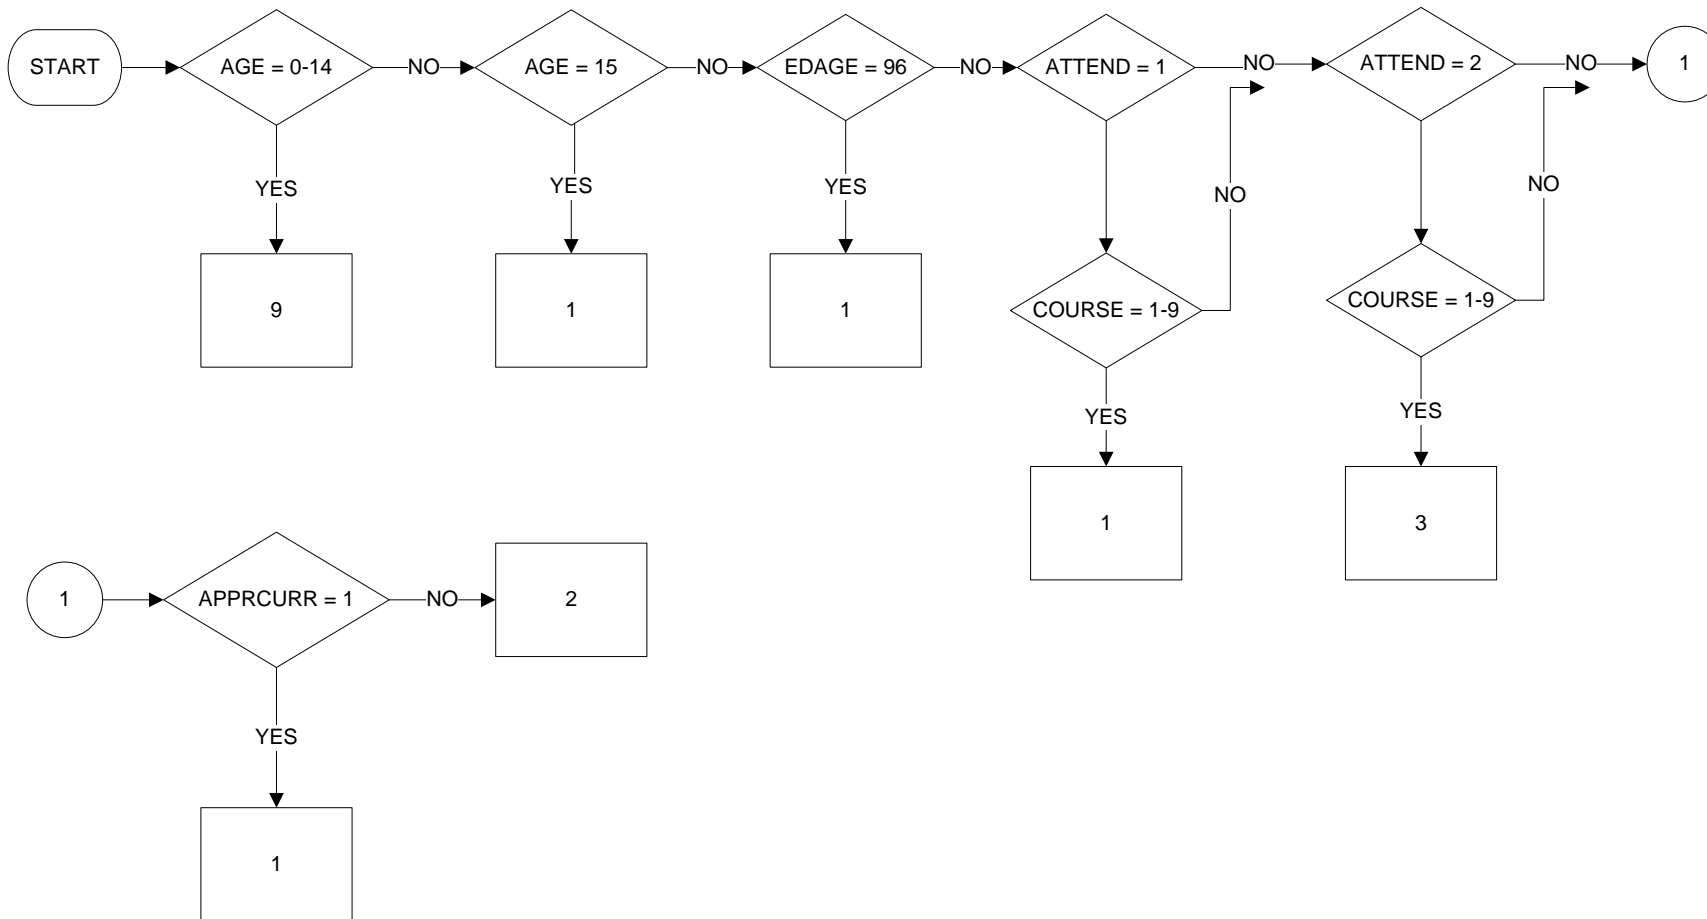 START
AGE = 0-14
NO
AGE = 15
NO
EDAGE = 96
NO
ATTEND = 1
NO
ATTEND = 2
NO
1
YES
YES
YES
NO
NO
9
1
1
COURSE = 1-9
COURSE = 1-9
YES
YES
1
3
1
APPRCURR = 1
NO
2
YES
1